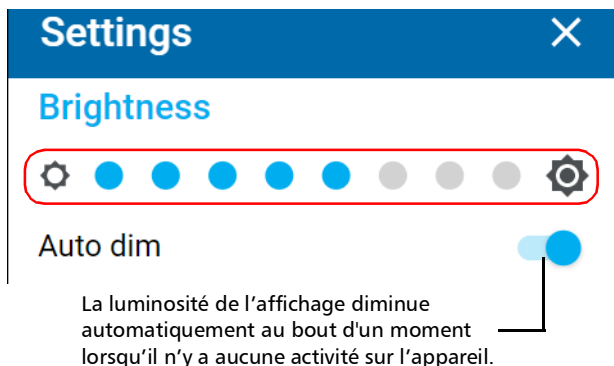 Settings
Brightness
Auto dim
La luminosité de l’affichage diminue
automatiquement au bout d'un moment
lorsqu’il n’y a aucune activité sur l’appareil.